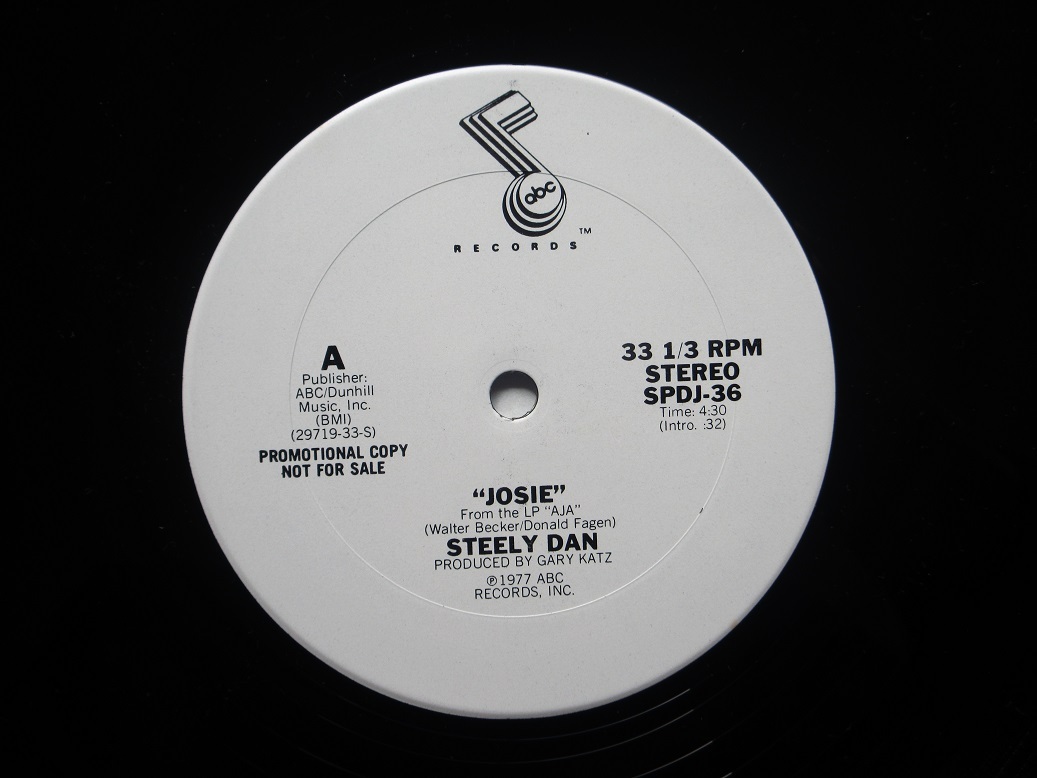 abc
RECORDS™
A
Publisher:
ABC/Dunhill
Music, Inc.
(BMI)
(29719-33-S)
PROMOTIONAL COPY
NOT FOR SALE
33 1/3 RPM
STEREO
SPDJ-36
Time: 4:30
(Intro. :32)
“JOSIE”
From the LP “AJA”
(Walter Becker/Donald Fagen)
STEELY DAN
PRODUCED BY GARY KATZ
℗1977 ABC
RECORDS, INC.